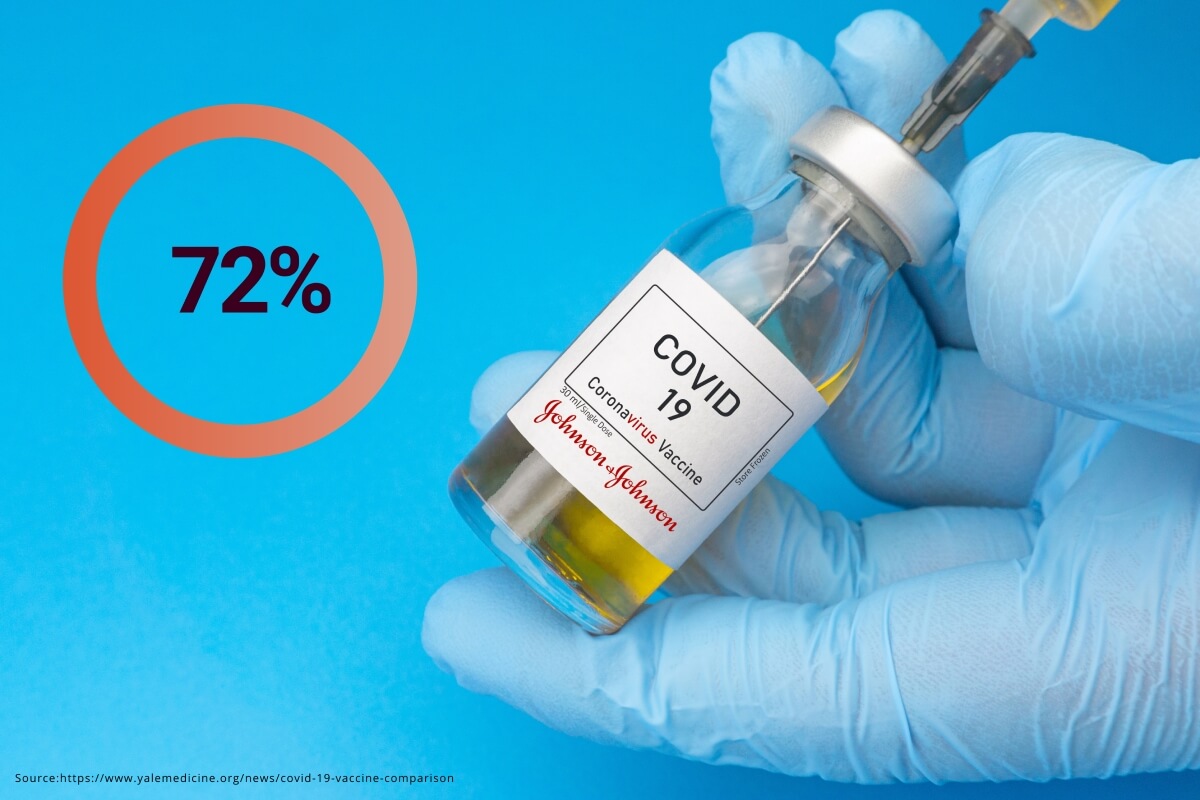 72%
COVID
19
Coronavirus Vaccine
30 ml/Single Dose
Store Frozen
Johnson & Johnson
Source:https://www.yalemedicine.org/news/covid-19-vaccine-comparison